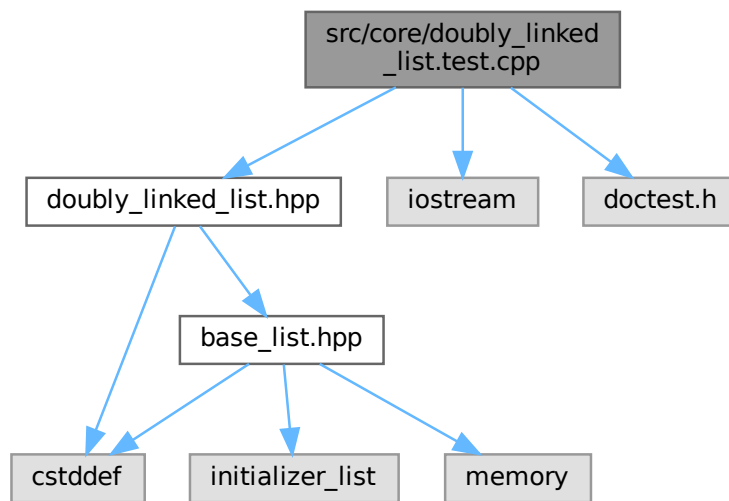 src/core/doubly_linked
_list.test.cpp
doubly_linked_list.hpp
iostream
doctest.h
base_list.hpp
cstddef
initializer_list
memory